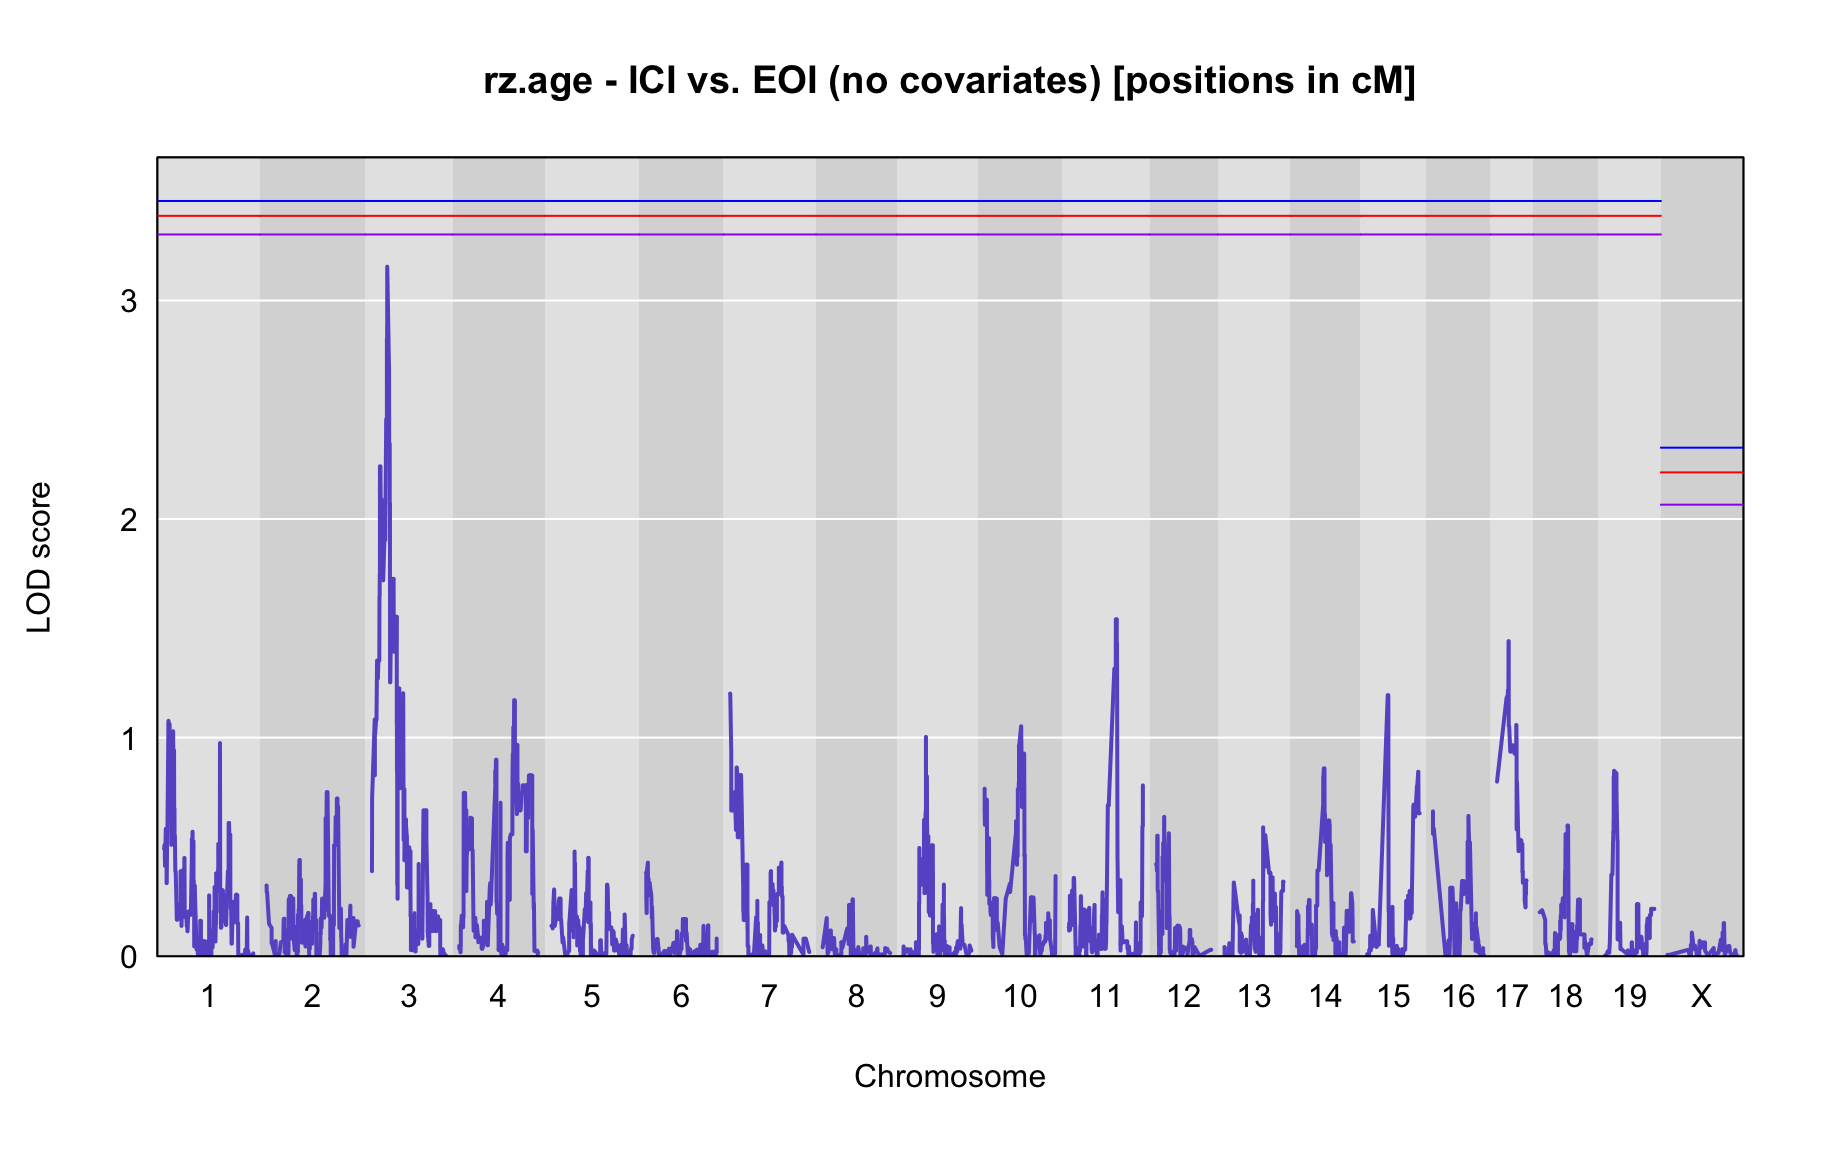 rz.age - ICI vs. EOI (no covariates) [positions in cM]
LOD score
3
2
1
0
1 2 3 4 5 6 7 8 9 10 11 12 13 14 15 16 17 18 19 X
Chromosome